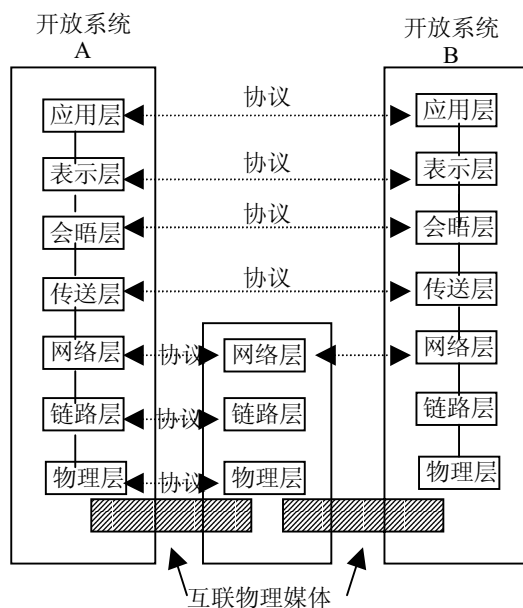 开放系统 开放系统
A B
应用层 协议 应用层
表示层 协议 表示层
会晤层 协议 会晤层
传送层 协议 传送层
网络层 协议 网络层 网络层
链路层 协议 链路层 链路层
物理层 协议 物理层 物理层
互联物理媒体